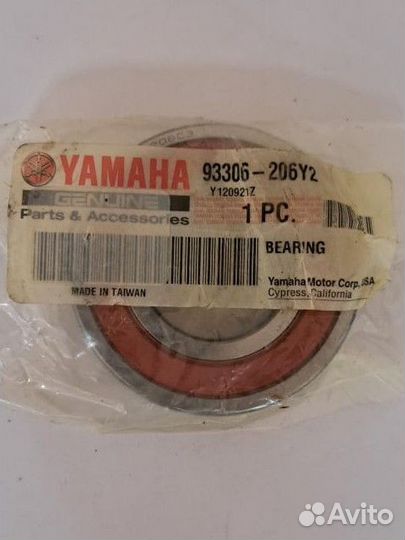 YAMAHA 93306-206Y2
GENUINE Y120921Z
Parts & Accessories 1 PC.
BEARING
MADE IN TAIWAN
Yamaha Motor Corp, USA
Cypress, California
Avito